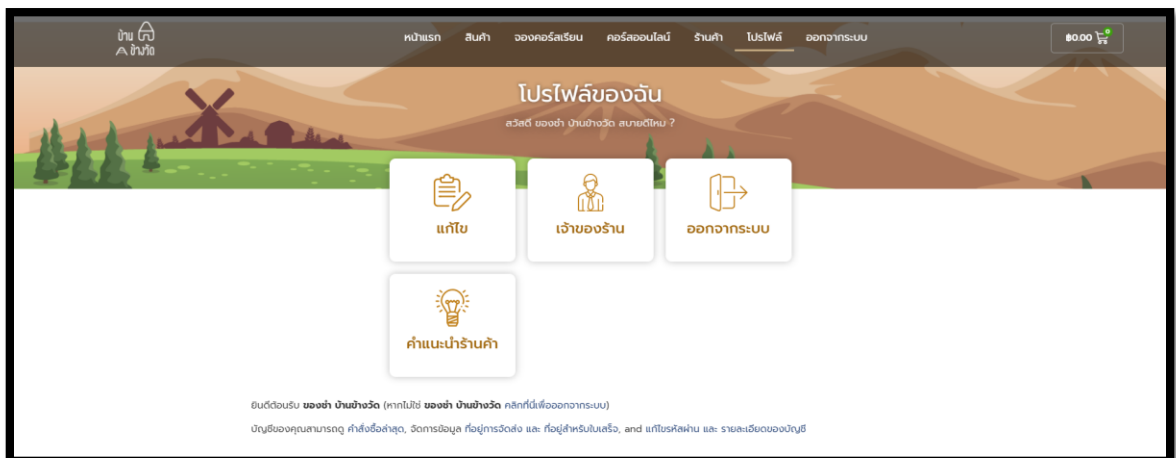 บ้าน
ข้างวัด
หน้าแรก สินค้า จองคอร์สเรียน คอร์สออนไลน์ ร้านค้า โปรไฟล์ ออกจากระบบ
฿0.00 0
โปรไฟล์ของฉัน
สวัสดี ของชำ บ้านข้างวัด สบายดีไหม ?
แก้ไข เจ้าของร้าน ออกจากระบบ
คำแนะนำร้านค้า
ยินดีต้อนรับ ของชำ บ้านข้างวัด (หากไม่ใช่ ของชำ บ้านข้างวัด คลิกที่นี่เพื่อออกจากระบบ)
บัญชีของคุณสามารถดู คำสั่งซื้อล่าสุด, จัดการข้อมูล ที่อยู่การจัดส่ง และ ที่อยู่สำหรับใบเสร็จ, and แก้ไขรหัสผ่าน และ รายละเอียดของบัญชี